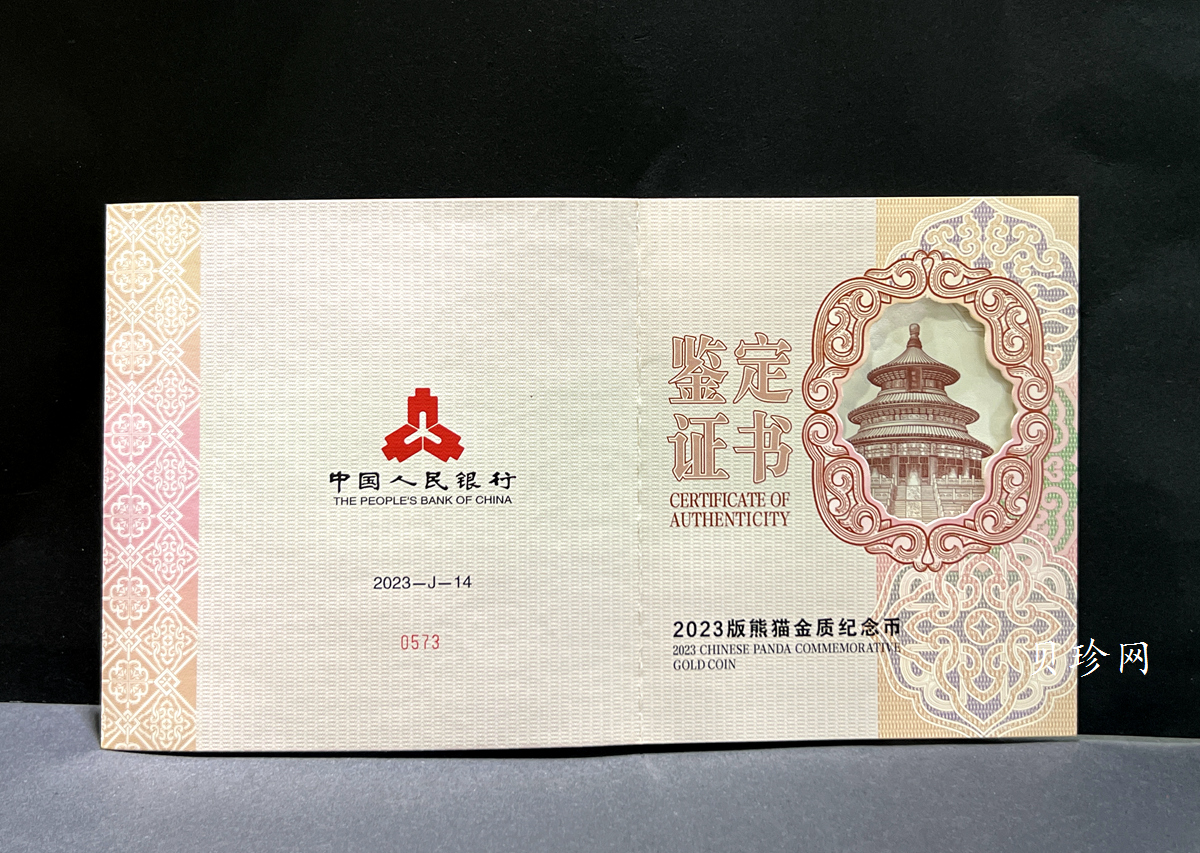 中国人民银行
THE PEOPLE'S BANK OF CHINA
2023—J—14
0573
鉴定
证书
CERTIFICATE OF
AUTHENTICITY
2023版熊猫金质纪念币
2023 CHINESE PANDA COMMEMORATIVE
GOLD COIN
珍网